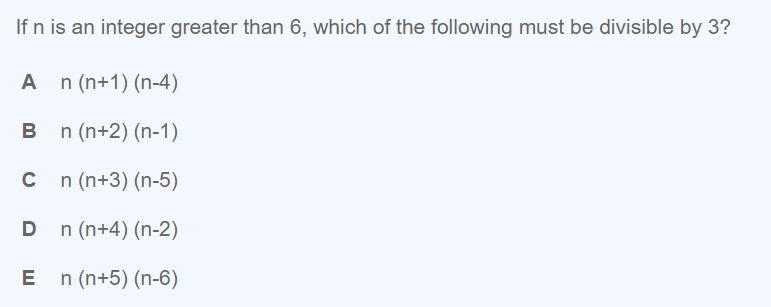 If n is an integer greater than 6, which of the following must be divisible by 3?
A n (n+1) (n-4)
B n (n+2) (n-1)
C n (n+3) (n-5)
D n (n+4) (n-2)
E n (n+5) (n-6)